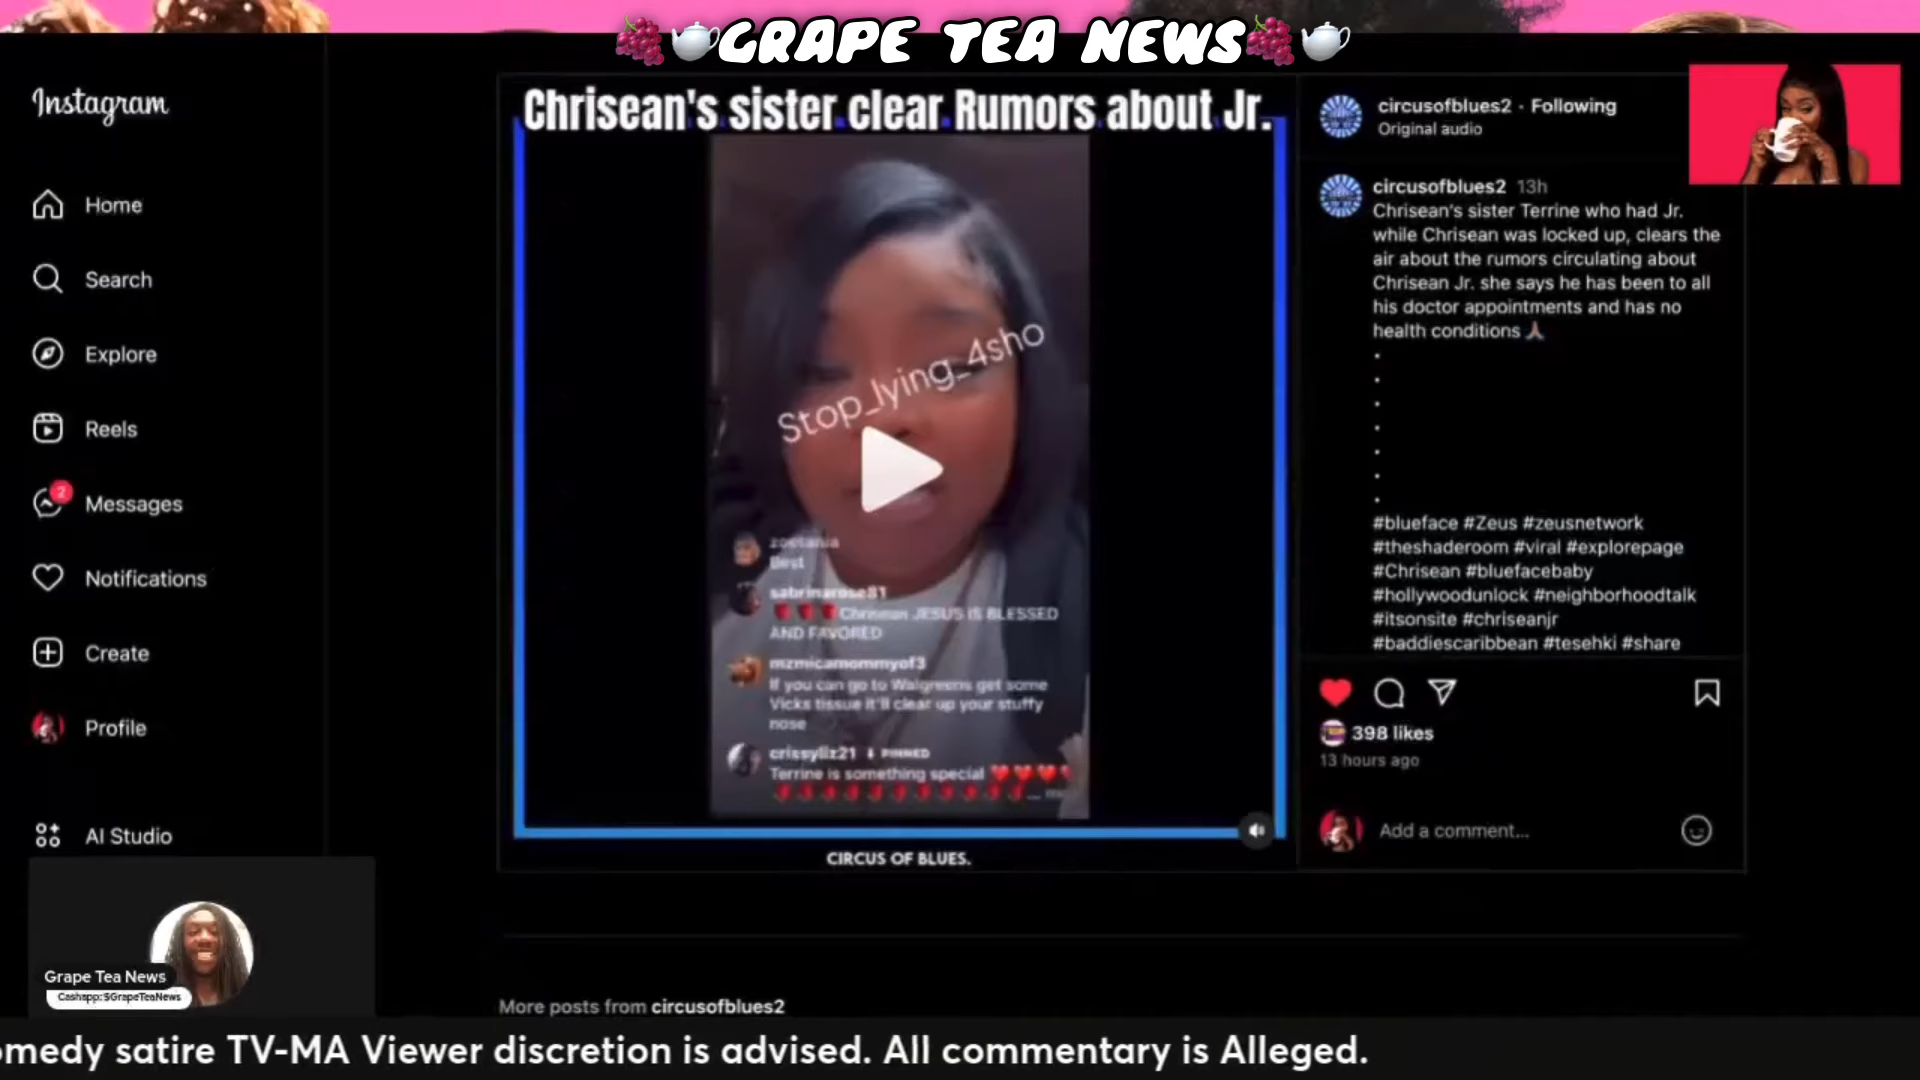 GRAPE TEA NEWS
Instagram
Home
Search
Explore
Reels
2
Messages
Notifications
Create
Profile
AI Studio
Grape Tea News
Cashapp:$GrapeTeaNews
Chrisean's sister clear Rumors about Jr.
Stop_lying_4sho
zoetania
Best
sabrinarose81
Chrisean JESUS IS BLESSED
AND FAVORED
mzmicamommyof3
If you can go to Walgreens get some
Vicks tissue it'll clear up your stuffy
nose
crissyliz21 PINNED
Terrine is something special
CIRCUS OF BLUES.
circusofblues2 • Following
Original audio
circusofblues2 13h
Chrisean's sister Terrine who had Jr.
while Chrisean was locked up, clears the
air about the rumors circulating about
Chrisean Jr. she says he has been to all
his doctor appointments and has no
health conditions 🙏🏾
.
.
.
.
.
.
.
#blueface #Zeus #zeusnetwork
#theshaderoom #viral #explorepage
#Chrisean #bluefacebaby
#hollywoodunlock #neighborhoodtalk
#itsonsite #chriseanjr
#baddiescaribbean #tesehki #share
398 likes
13 hours ago
Add a comment...
More posts from circusofblues2
omedy satire TV-MA Viewer discretion is advised. All commentary is Alleged.